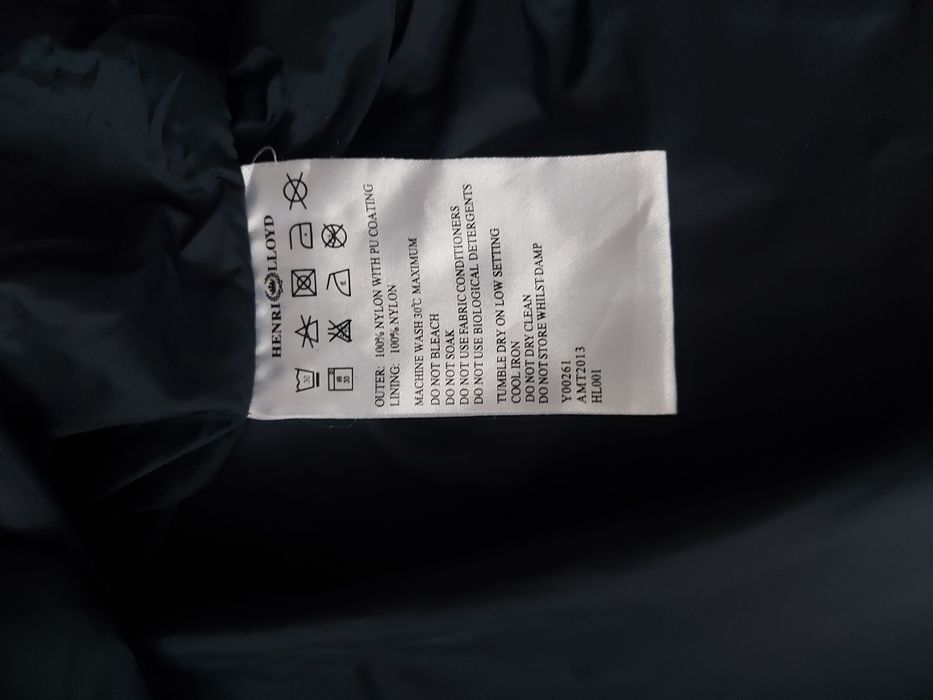 HENRI LLOYD
OUTER: 100% NYLON WITH PU COATING
LINING: 100% NYLON
MACHINE WASH 30°C MAXIMUM
DO NOT BLEACH
DO NOT SOAK
DO NOT USE FABRIC CONDITIONERS
DO NOT USE BIOLOGICAL DETERGENTS
TUMBLE DRY ON LOW SETTING
COOL IRON
DO NOT DRY CLEAN
DO NOT STORE WHILST DAMP
Y00261
AMT2013
HL001